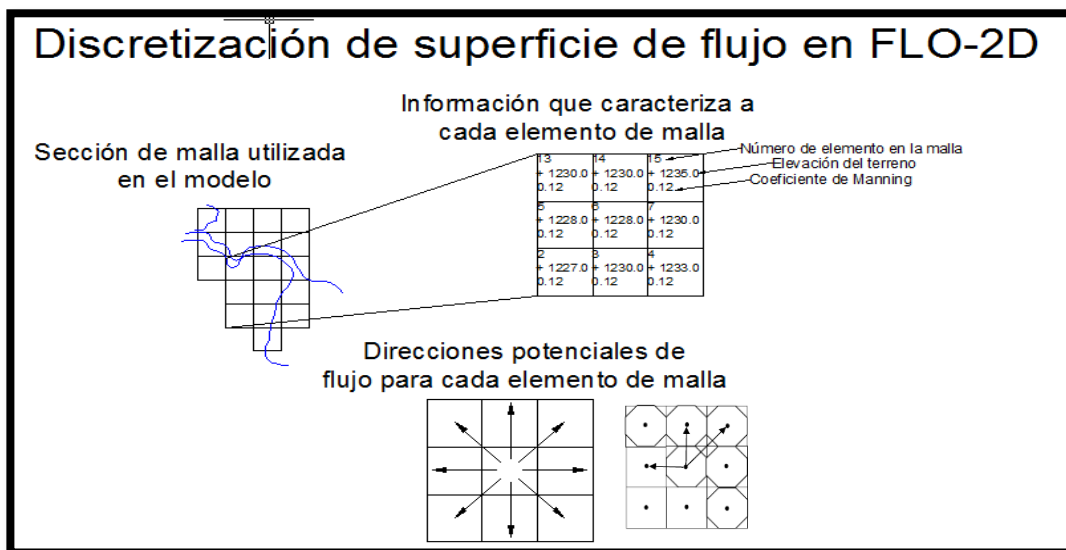 Discretización de superficie de flujo en FLO-2D
Información que caracteriza a
cada elemento de malla
Sección de malla utilizada
en el modelo
13 14 15
+ 1230.0 + 1230.0 + 1235.0
0.12 0.12 0.12
5 6 7
+ 1228.0 + 1228.0 + 1230.0
0.12 0.12 0.12
2 3 4
+ 1227.0 + 1230.0 + 1233.0
0.12 0.12 0.12
Número de elemento en la malla
Elevación del terreno
Coeficiente de Manning
Direcciones potenciales de
flujo para cada elemento de malla